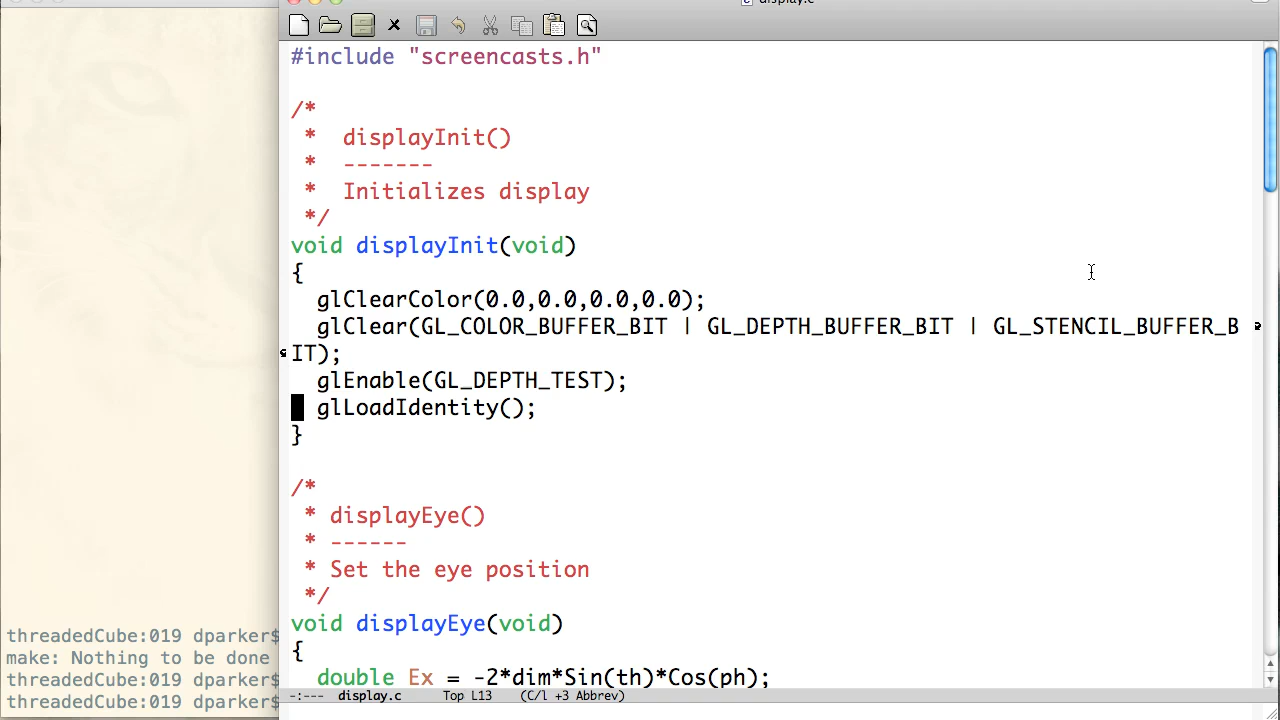 display.c
#include "screencasts.h"
/*
 *  displayInit()
 *  -------
 *  Initializes display
 */
void displayInit(void)
{
  glClearColor(0.0,0.0,0.0,0.0);
  glClear(GL_COLOR_BUFFER_BIT | GL_DEPTH_BUFFER_BIT | GL_STENCIL_BUFFER_B
IT);
  glEnable(GL_DEPTH_TEST);
  glLoadIdentity();
}
/*
 * displayEye()
 * ------
 * Set the eye position
 */
void displayEye(void)
{
  double Ex = -2*dim*Sin(th)*Cos(ph);
-:---  display.c      Top L13    (C/l +3 Abbrev)
threadedCube:019 dparker$
make: Nothing to be done
threadedCube:019 dparker$
threadedCube:019 dparker$